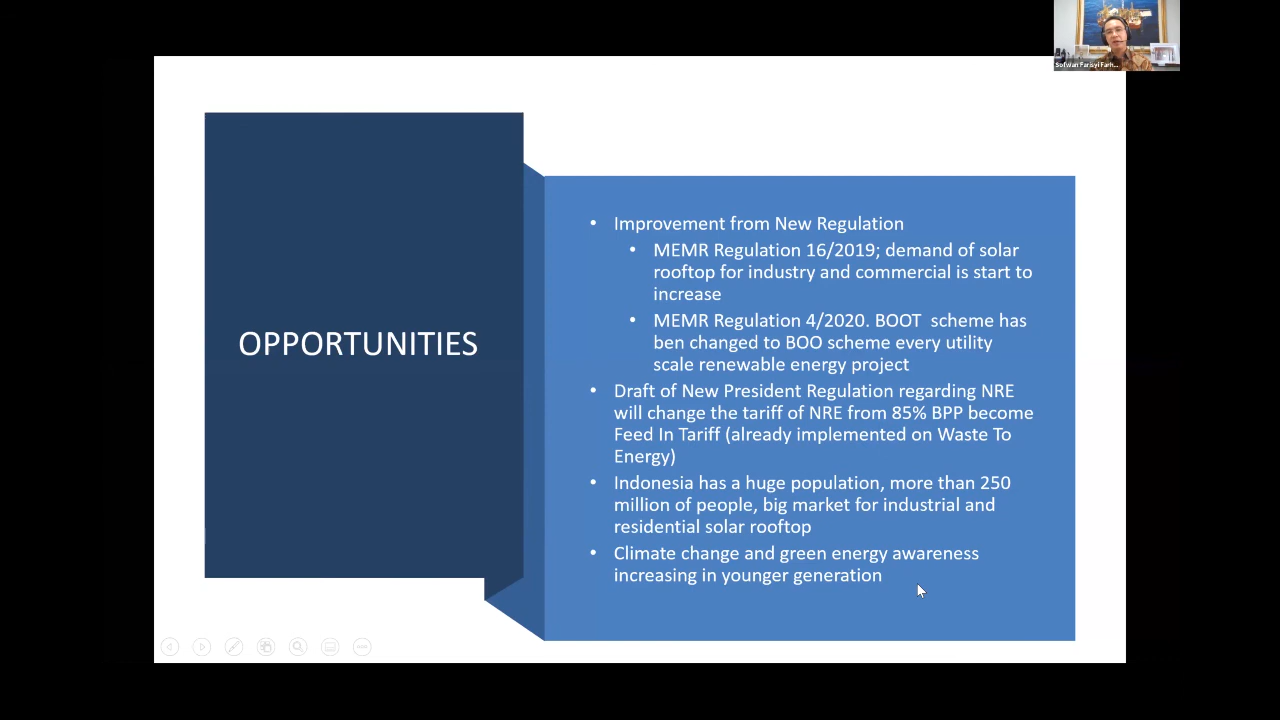 Sofwan Farisyi Farh...
OPPORTUNITIES
• Improvement from New Regulation
• MEMR Regulation 16/2019; demand of solar
rooftop for industry and commercial is start to
increase
• MEMR Regulation 4/2020. BOOT  scheme has
ben changed to BOO scheme every utility
scale renewable energy project
• Draft of New President Regulation regarding NRE
will change the tariff of NRE from 85% BPP become
Feed In Tariff (already implemented on Waste To
Energy)
• Indonesia has a huge population, more than 250
million of people, big market for industrial and
residential solar rooftop
• Climate change and green energy awareness
increasing in younger generation